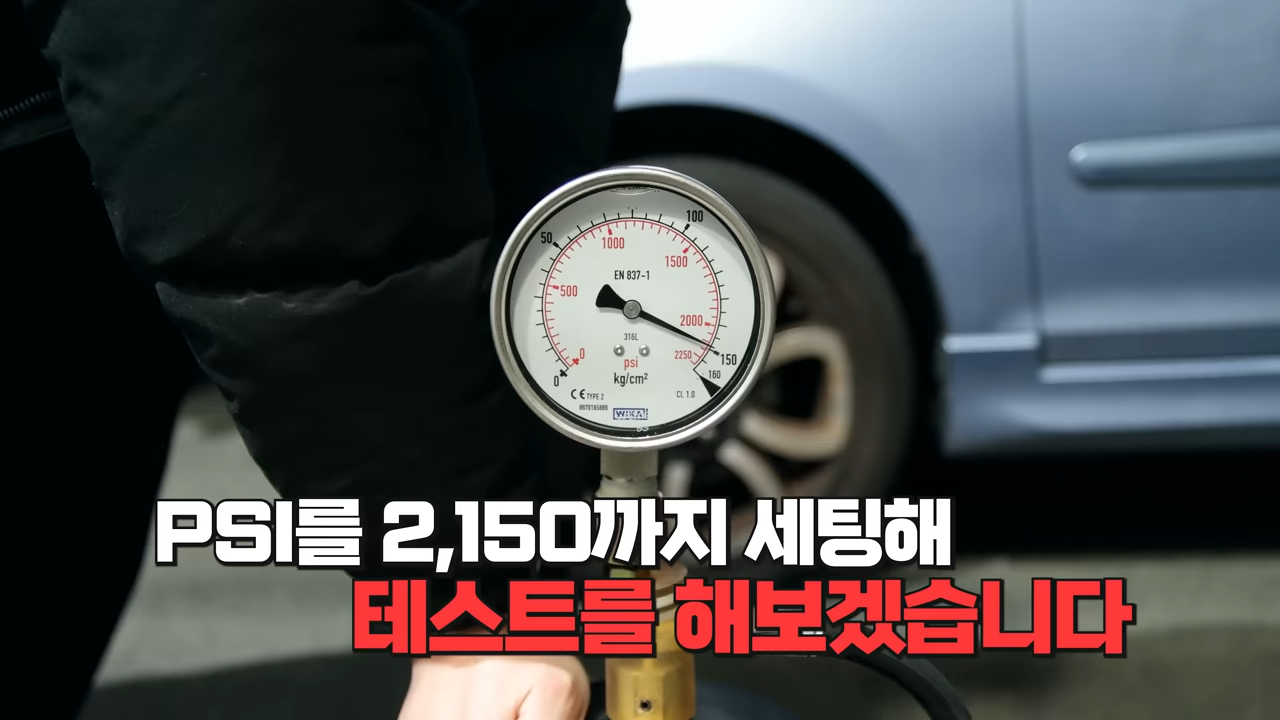 100
50
1000
1500
EN 837-1
500
2000
316L
0
psi
2250
150
160
0
kg/cm²
CE TYPE 2
CL 1.0
WIKA
PSI를 2,150까지 세팅해
테스트를 해보겠습니다